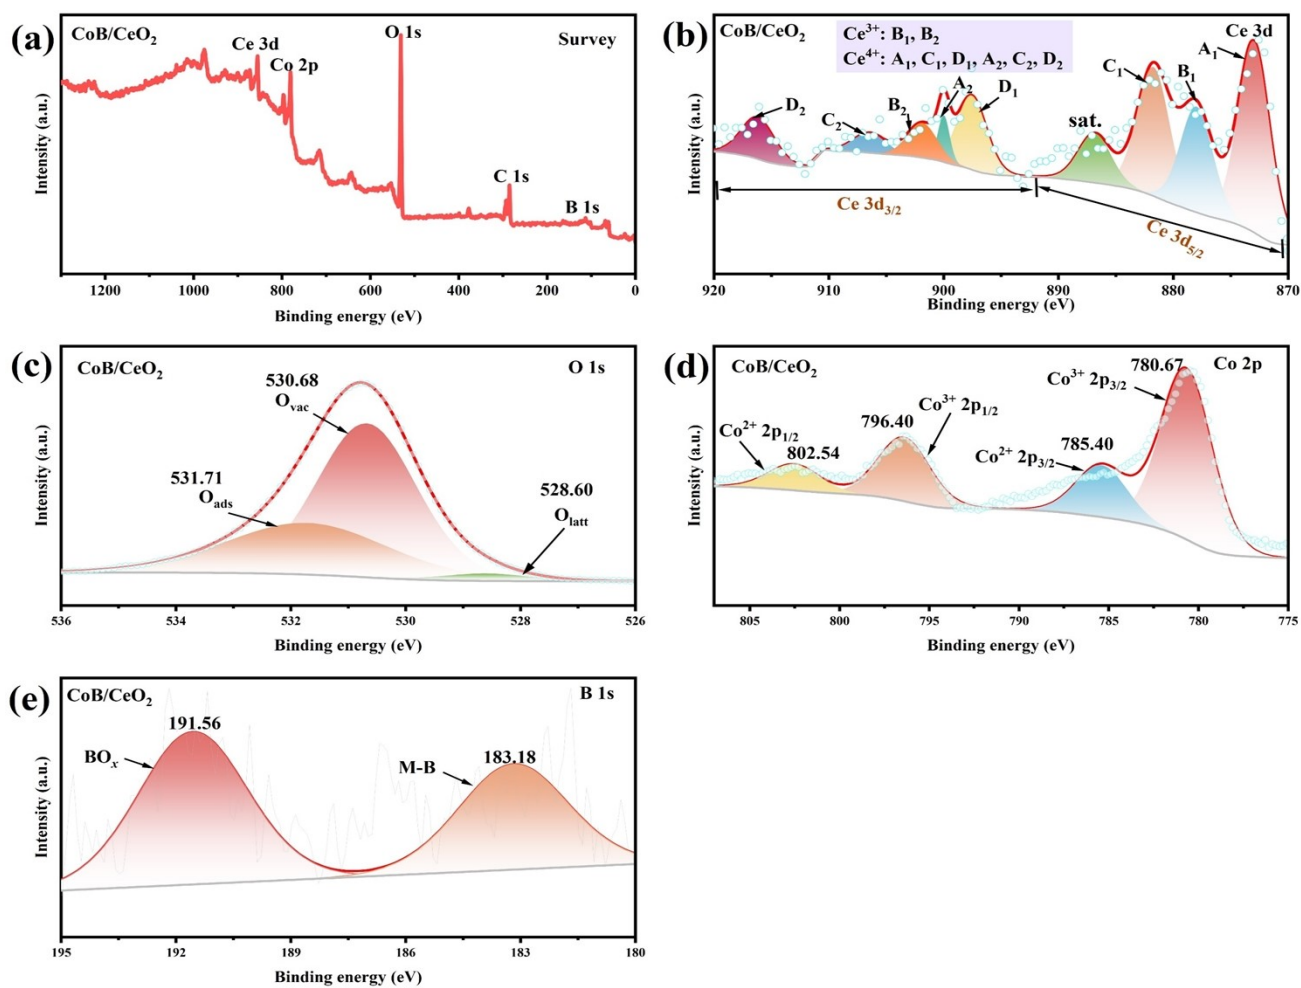 (a)
CoB/CeO₂
Survey
Ce 3d
Co 2p
O 1s
C 1s
B 1s
Intensity (a.u.)
1200 1000 800 600 400 200 0
Binding energy (eV)
(b)
CoB/CeO₂
Ce³⁺: B₁, B₂
Ce⁴⁺: A₁, C₁, D₁, A₂, C₂, D₂
Ce 3d
D₂
C₂
B₂
A₂
D₁
sat.
C₁
B₁
A₁
Ce 3d₃/₂
Ce 3d₅/₂
Intensity (a.u.)
920 910 900 890 880 870
Binding energy (eV)
(c)
CoB/CeO₂
O 1s
530.68
Oᵥₐc
531.71
Oₐds
528.60
Oₗₐₜₜ
Intensity (a.u.)
536 534 532 530 528 526
Binding energy (eV)
(d)
CoB/CeO₂
Co 2p
Co²⁺ 2p₁/₂
802.54
796.40
Co³⁺ 2p₁/₂
785.40
Co²⁺ 2p₃/₂
780.67
Co³⁺ 2p₃/₂
Intensity (a.u.)
805 800 795 790 785 780 775
Binding energy (eV)
(e)
CoB/CeO₂
B 1s
191.56
BOₓ
183.18
M-B
Intensity (a.u.)
195 192 189 186 183 180
Binding energy (eV)